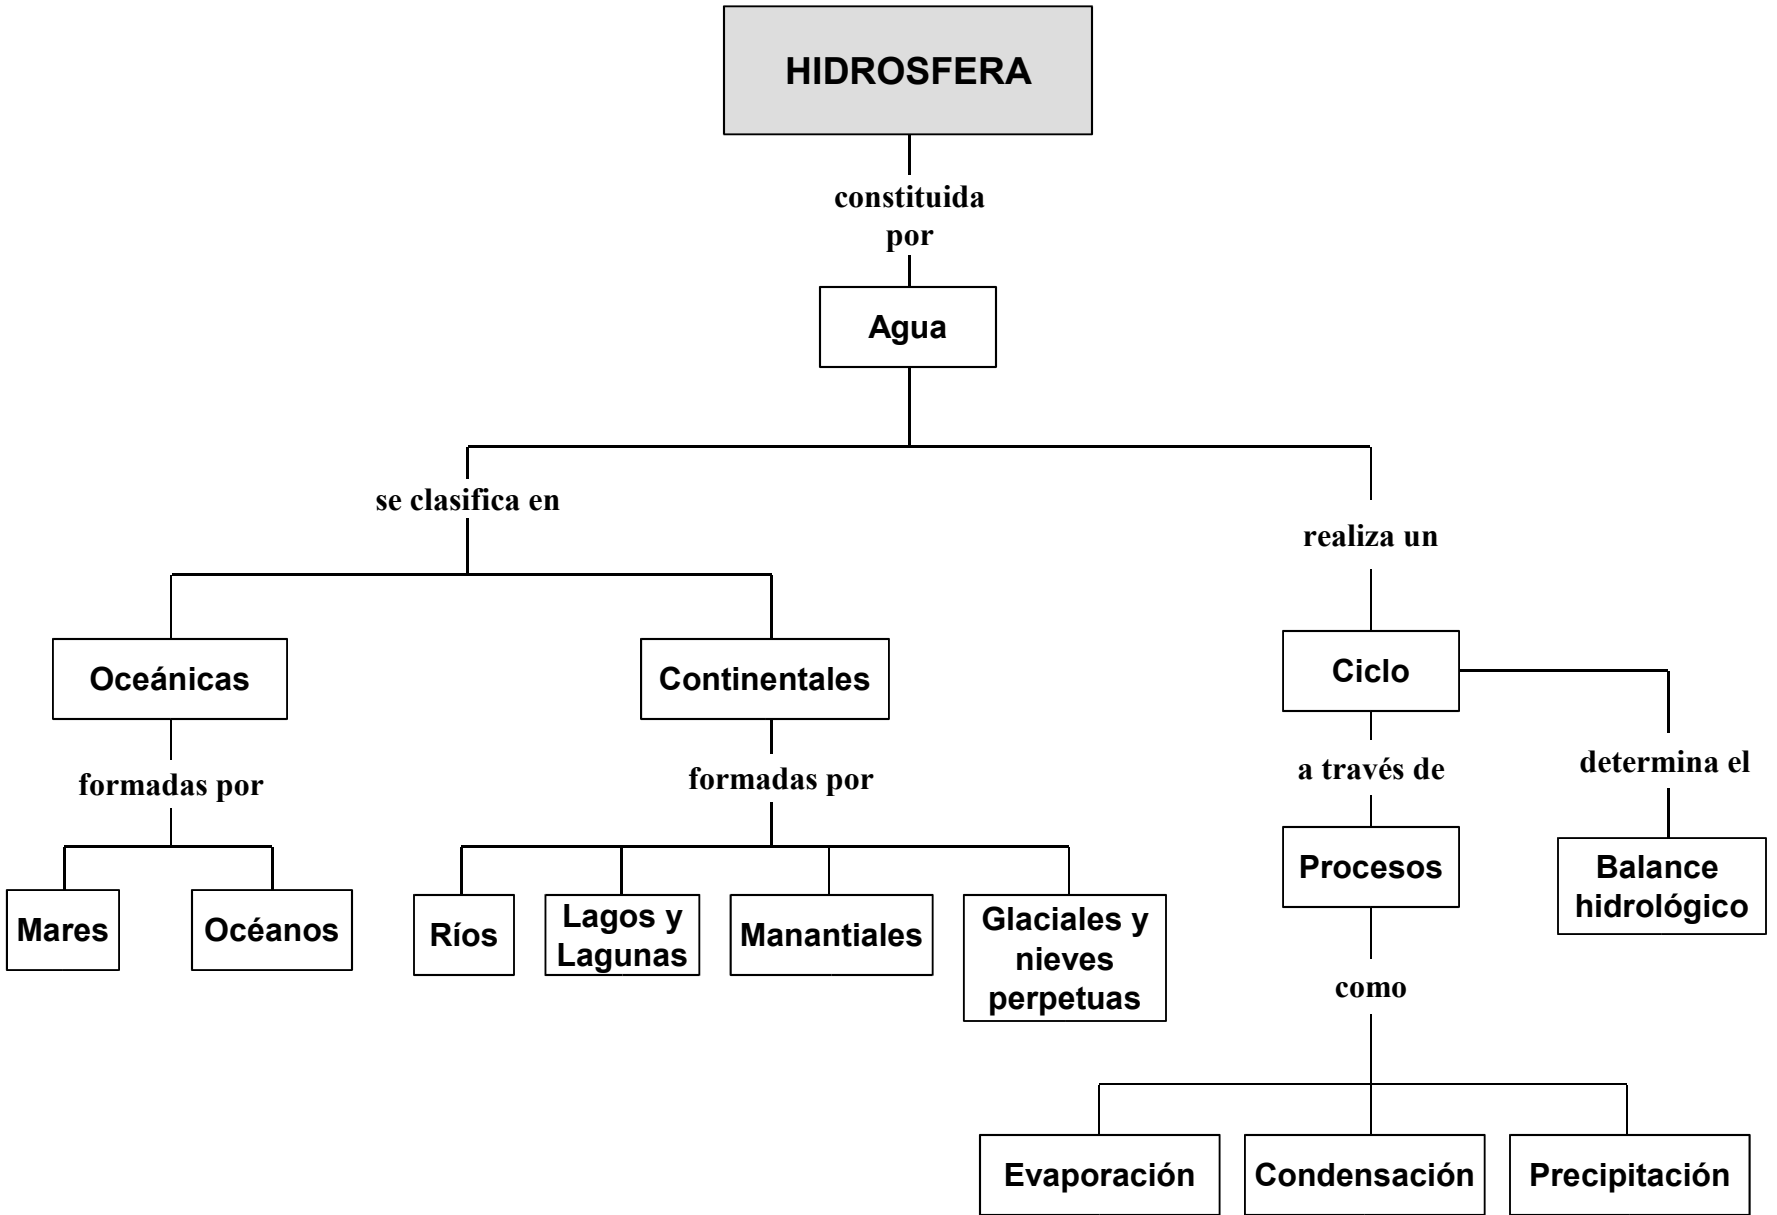 HIDROSFERA
constituida
por
Agua
se clasifica en
realiza un
Oceánicas
Continentales
Ciclo
formadas por
formadas por
a través de
determina el
Mares
Océanos
Ríos
Lagos y
Lagunas
Manantiales
Glaciales y
nieves
perpetuas
Procesos
Balance
hidrológico
como
Evaporación
Condensación
Precipitación